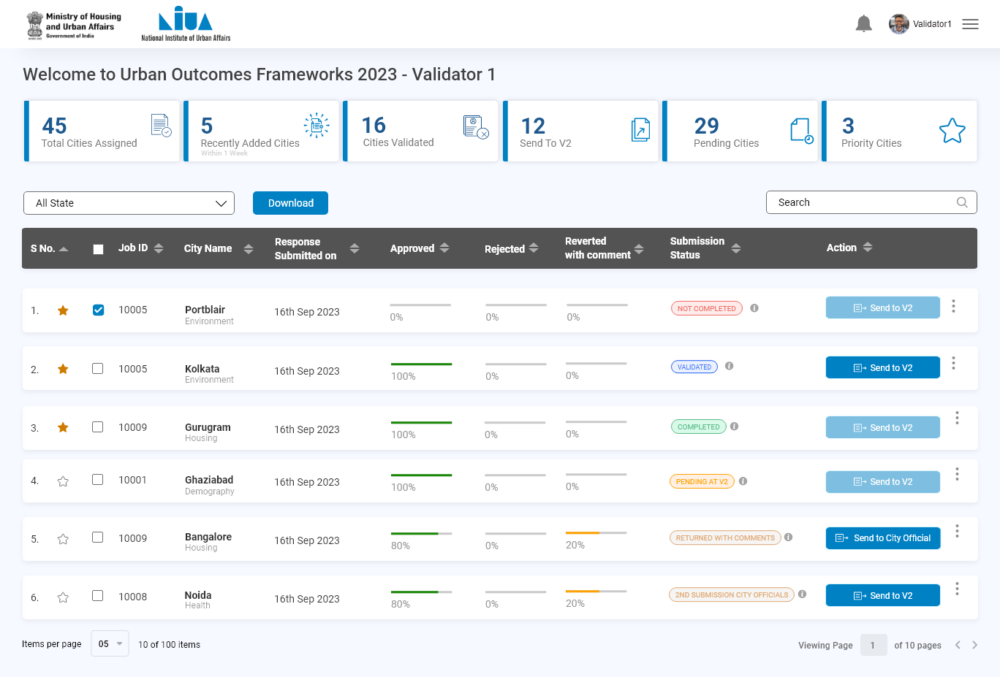 Ministry of Housing
and Urban Affairs
Government of India
NIUA
National Institute of Urban Affairs
Validator1
Welcome to Urban Outcomes Frameworks 2023 - Validator 1
45
Total Cities Assigned
5
Recently Added Cities
Within 1 Week
16
Cities Validated
12
Send To V2
29
Pending Cities
3
Priority Cities
All State
Download
Search
S No. Job ID City Name Response Submitted on Approved Rejected Reverted with comment Submission Status Action
1. 10005 Portblair 16th Sep 2023 NOT COMPLETED Send to V2
Environment 0% 0% 0%
2. 10005 Kolkata 16th Sep 2023 VALIDATED Send to V2
Environment 100% 0% 0%
3. 10009 Gurugram 16th Sep 2023 COMPLETED Send to V2
Housing 100% 0% 0%
4. 10001 Ghaziabad 16th Sep 2023 PENDING AT V2 Send to V2
Demography 100% 0% 0%
5. 10009 Bangalore 16th Sep 2023 RETURNED WITH COMMENTS Send to City Official
Housing 80% 0% 20%
6. 10008 Noida 16th Sep 2023 2ND SUBMISSION CITY OFFICIALS Send to V2
Health 80% 0% 20%
Items per page 05 10 of 100 items Viewing Page 1 of 10 pages